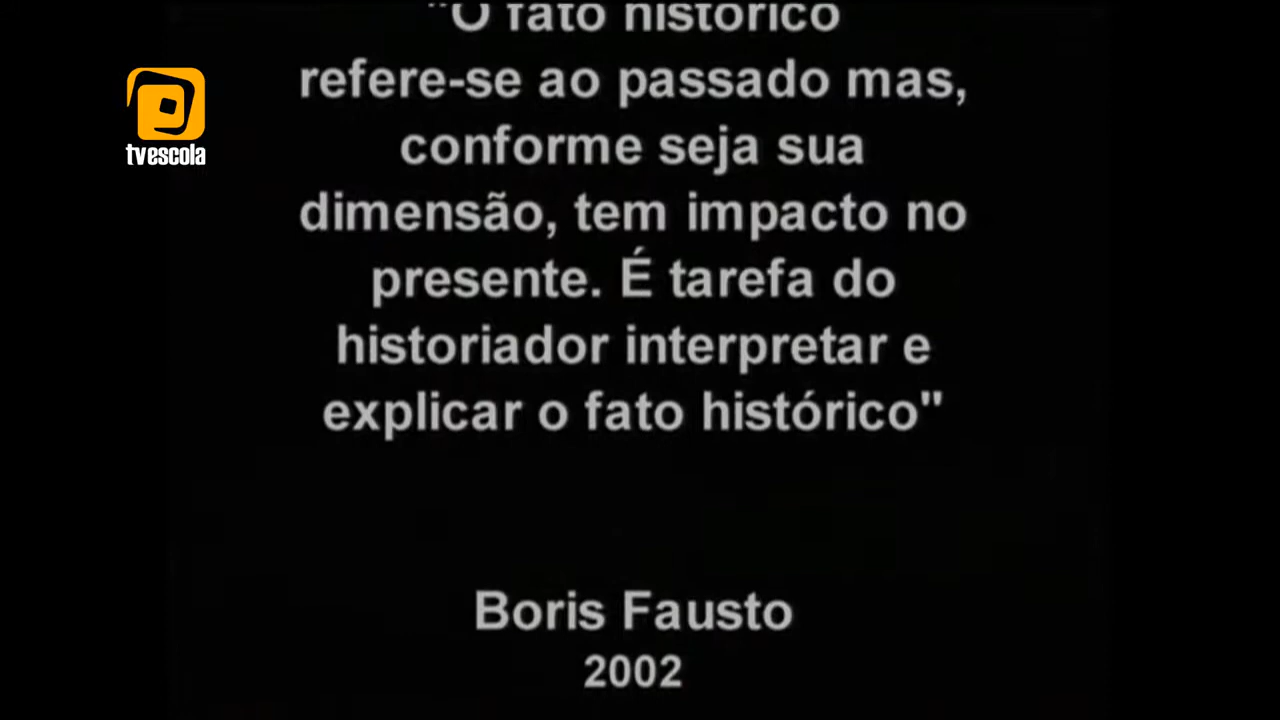 "O fato histórico
refere-se ao passado mas,
conforme seja sua
dimensão, tem impacto no
presente. É tarefa do
historiador interpretar e
explicar o fato histórico"
Boris Fausto
2002
tvescola